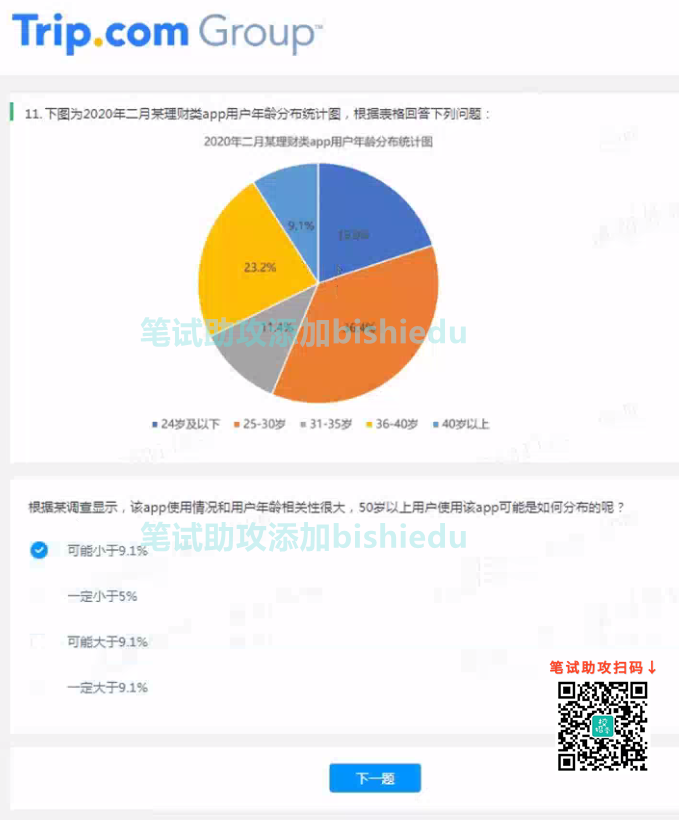 Trip.com Group™
11. 下图为2020年二月某理财类app用户年龄分布统计图，根据表格回答下列问题：
2020年二月某理财类app用户年龄分布统计图
9.1%
23.2%
11.4%
笔试助攻添加bishiedu
24岁及以下 25-30岁 31-35岁 36-40岁 40岁以上
根据某调查显示，该app使用情况和用户年龄相关性很大，50岁以上用户使用该app可能是如何分布的呢？
笔试助攻添加bishiedu
可能小于9.1%
一定小于5%
可能大于9.1%
一定大于9.1%
笔试助攻扫码↓
下一题